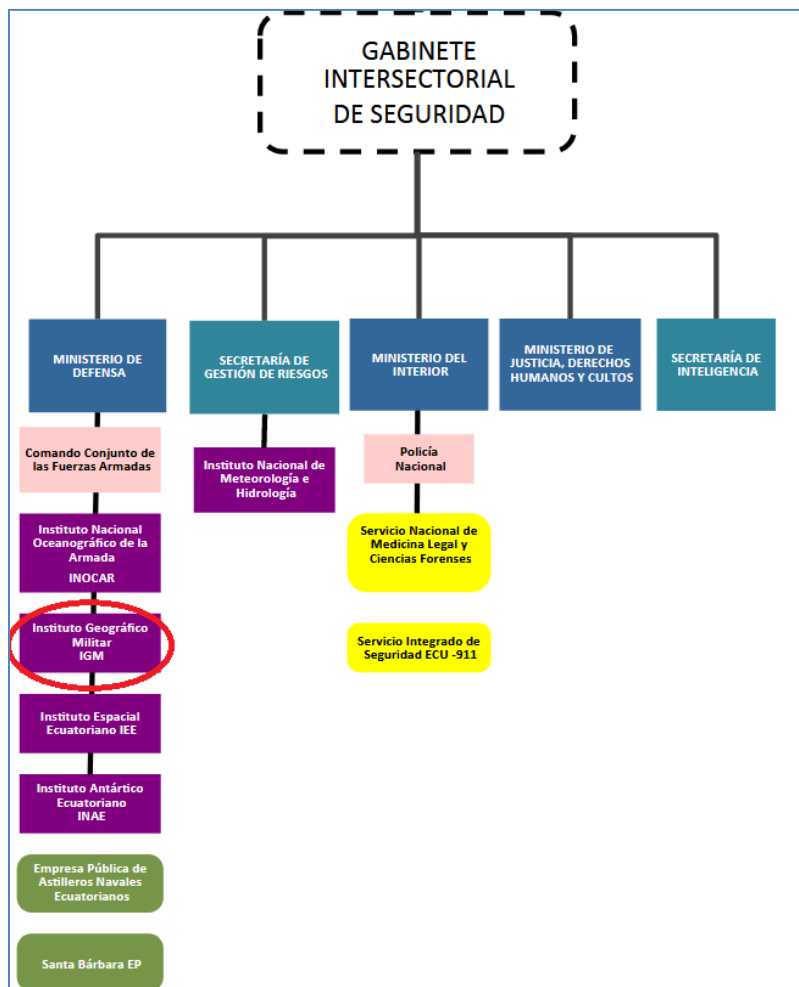 GABINETE
INTERSECTORIAL
DE SEGURIDAD
MINISTERIO DE
DEFENSA
SECRETARÍA DE
GESTIÓN DE RIESGOS
MINISTERIO DEL
INTERIOR
MINISTERIO DE
JUSTICIA, DERECHOS
HUMANOS Y CULTOS
SECRETARÍA DE
INTELIGENCIA
Comando Conjunto de
las Fuerzas Armadas
Instituto Nacional de
Meteorología e
Hidrología
Policía
Nacional
Instituto Nacional
Oceanográfico de la
Armada
INOCAR
Servicio Nacional de
Medicina Legal y
Ciencias Forenses
Instituto Geográfico
Militar
IGM
Servicio Integrado de
Seguridad ECU -911
Instituto Espacial
Ecuatoriano IEE
Instituto Antártico
Ecuatoriano
INAE
Empresa Pública de
Astilleros Navales
Ecuatorianos
Santa Bárbara EP